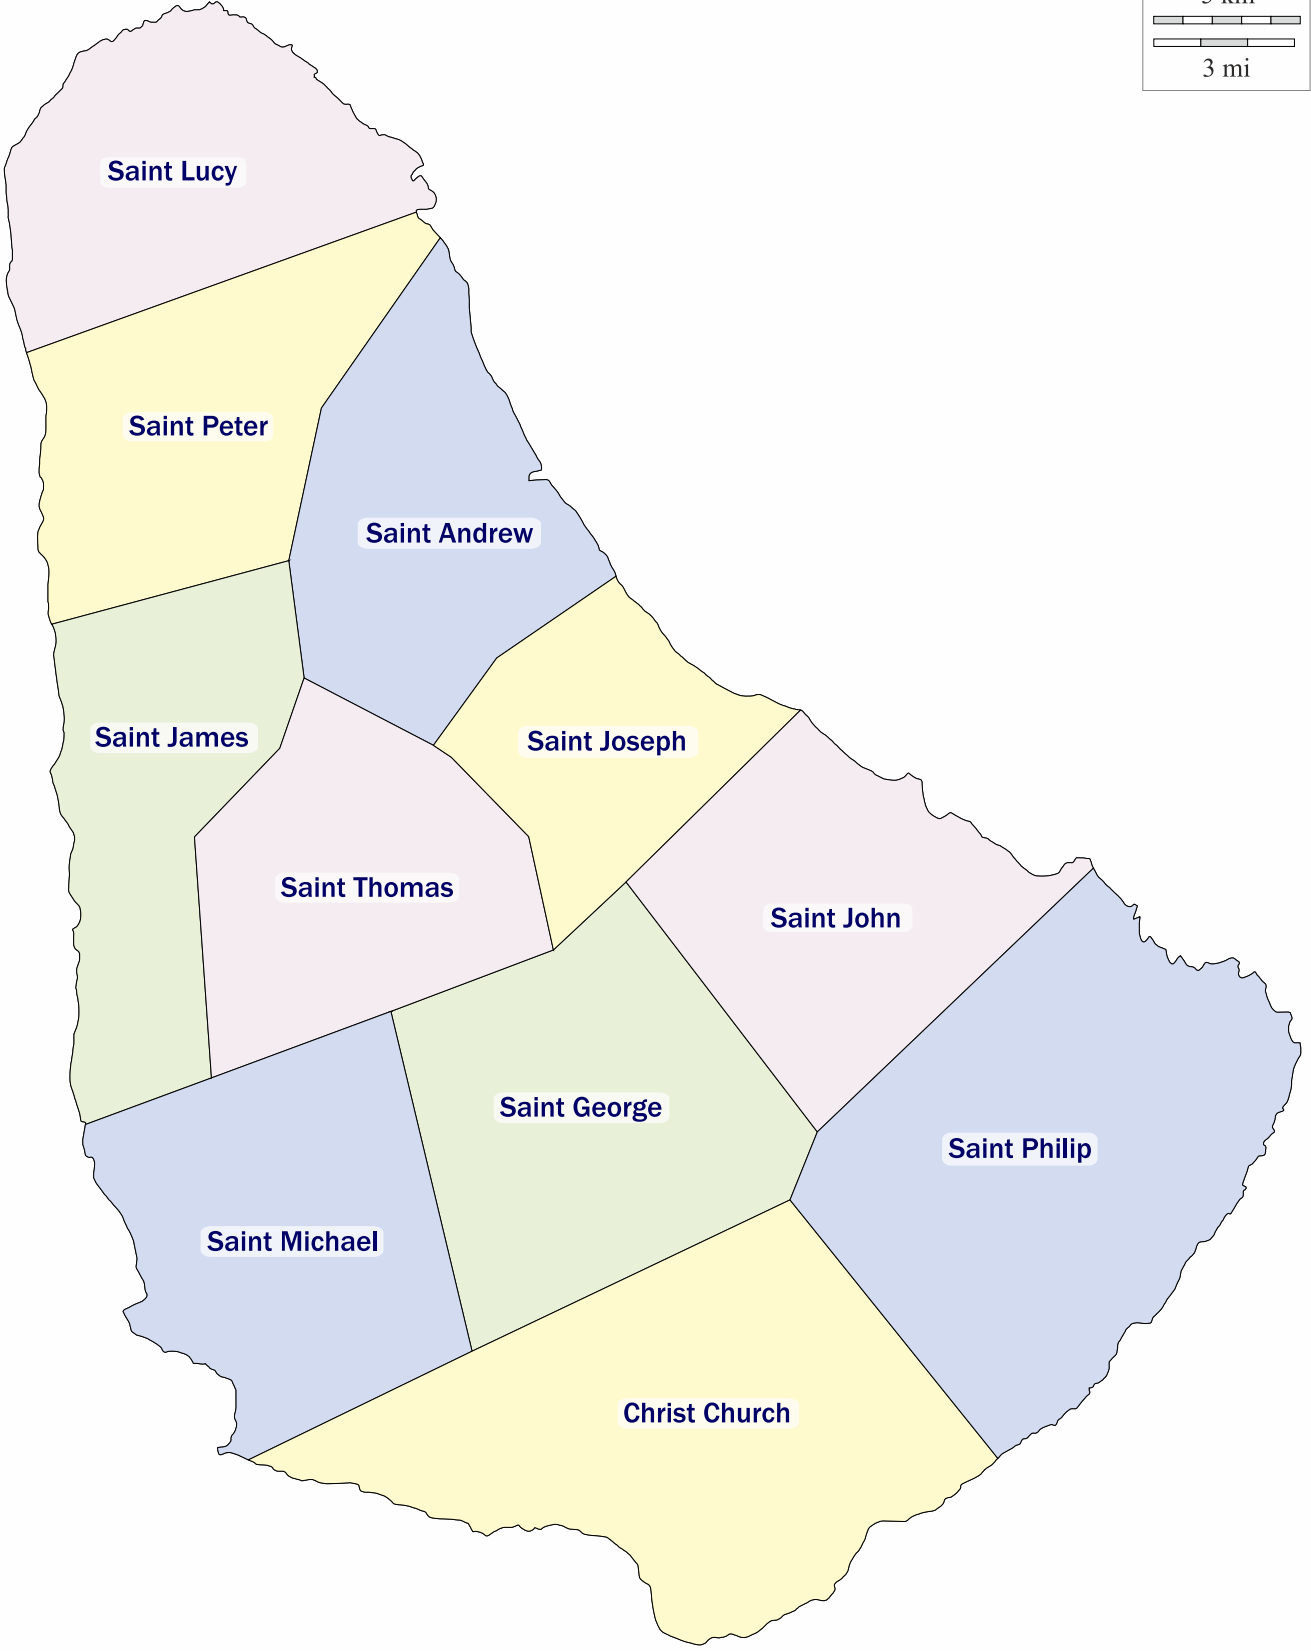 3 mi
Saint Lucy
Saint Peter
Saint Andrew
Saint James
Saint Joseph
Saint Thomas
Saint John
Saint George
Saint Philip
Saint Michael
Christ Church